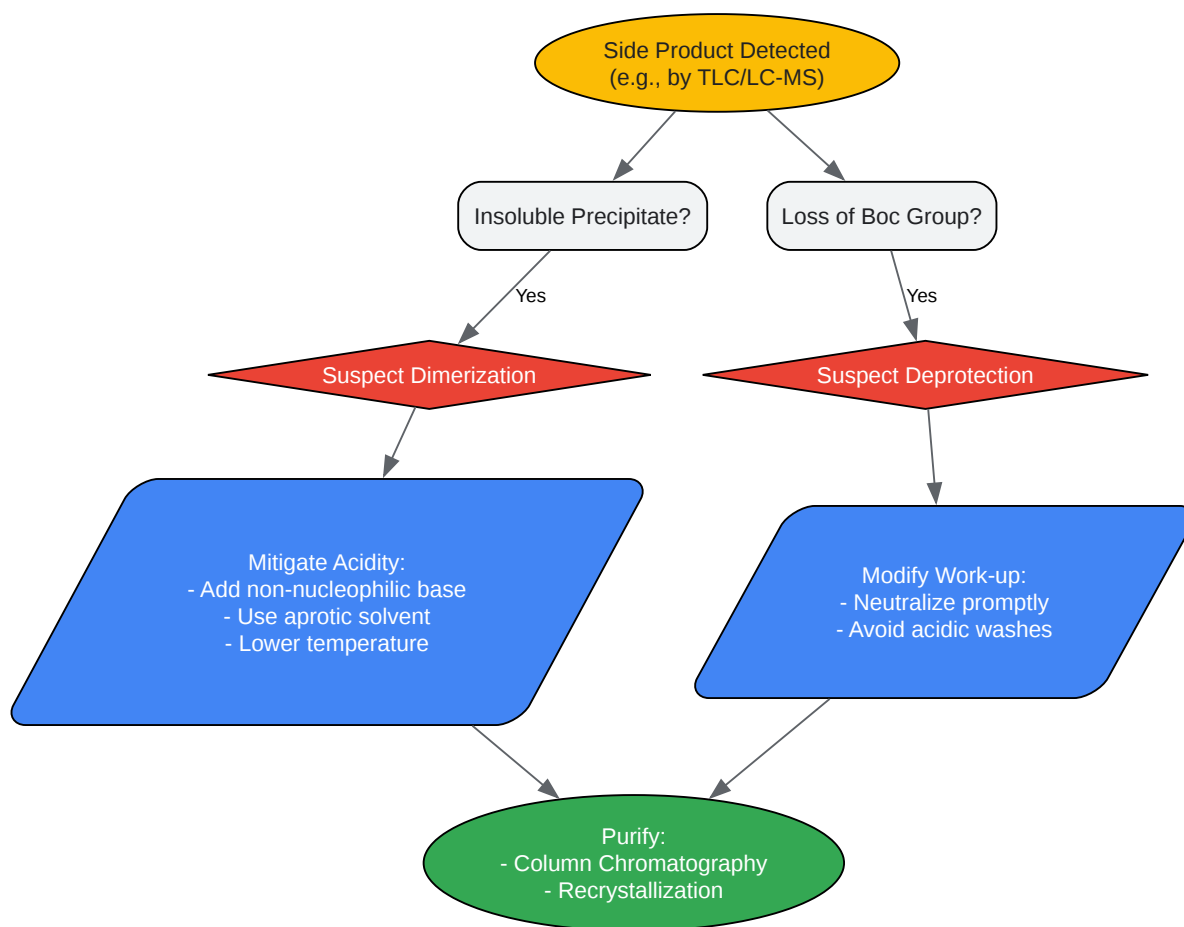 Side Product Detected
(e.g., by TLC/LC-MS)
Insoluble Precipitate?
Loss of Boc Group?
Yes
Yes
Suspect Dimerization
Suspect Deprotection
Mitigate Acidity:
- Add non-nucleophilic base
- Use aprotic solvent
- Lower temperature
Modify Work-up:
- Neutralize promptly
- Avoid acidic washes
Purify:
- Column Chromatography
- Recrystallization